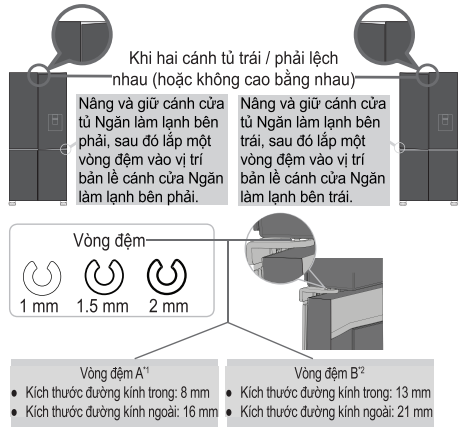 Khi hai cánh tủ trái / phải lệch
nhau (hoặc không cao bằng nhau)
Nâng và giữ cánh cửa
tủ Ngăn làm lạnh bên
phải, sau đó lắp một
vòng đệm vào vị trí
bản lề cánh cửa Ngăn
làm lạnh bên phải.
Nâng và giữ cánh cửa
tủ Ngăn làm lạnh bên
trái, sau đó lắp một
vòng đệm vào vị trí
bản lề cánh cửa Ngăn
làm lạnh bên trái.
Vòng đệm
1 mm 1.5 mm 2 mm
Vòng đệm A*1
● Kích thước đường kính trong: 8 mm
● Kích thước đường kính ngoài: 16 mm
Vòng đệm B*2
● Kích thước đường kính trong: 13 mm
● Kích thước đường kính ngoài: 21 mm